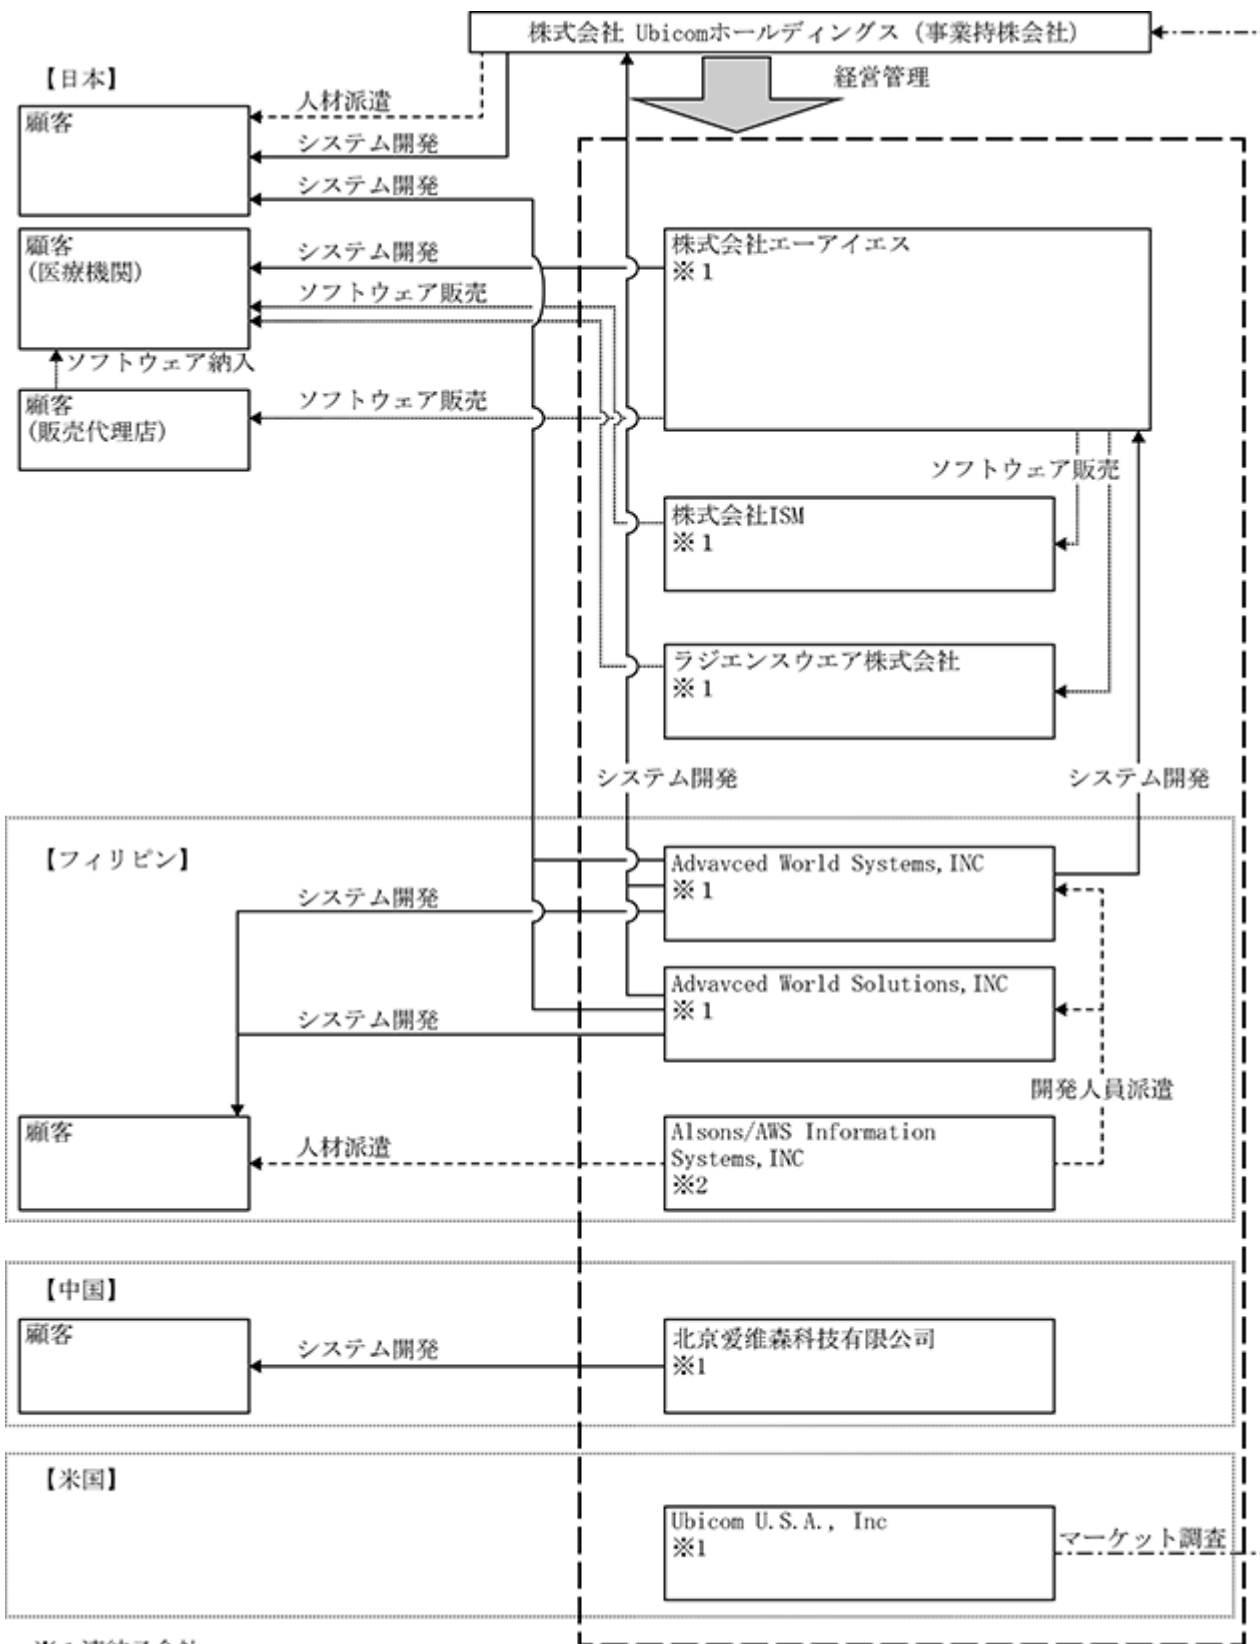 株式会社 Ubicomホールディングス (事業持株会社)
経営管理
【日本】
顧客
人材派遣
システム開発
システム開発
顧客
(医療機関)
システム開発
ソフトウェア販売
ソフトウェア納入
顧客
(販売代理店)
ソフトウェア販売
株式会社エーアイエス
※1
ソフトウェア販売
株式会社ISM
※1
ラジエンスウエア株式会社
※1
システム開発
システム開発
【フィリピン】
Advavced World Systems, INC
※1
システム開発
Advavced World Solutions, INC
※1
システム開発
開発人員派遣
顧客
人材派遣
Alsons/AWS Information
Systems, INC
※2
【中国】
顧客
システム開発
北京爱维森科技有限公司
※1
【米国】
Ubicom U.S.A., Inc
※1
マーケット調査